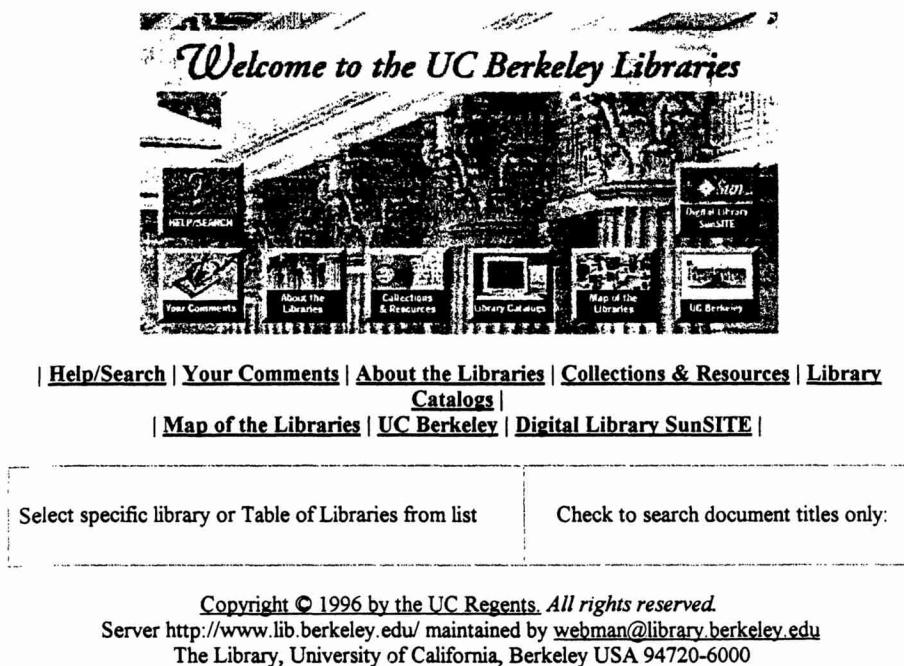 Welcome to the UC Berkeley Libraries
Sun
HELP/SEARCH
Digital Library
SunSITE
Your Comments
About the
Libraries
Collections
& Resources
Library Catalogs
Map of the
Libraries
UC Berkeley
| Help/Search | Your Comments | About the Libraries | Collections & Resources | Library
Catalogs |
| Map of the Libraries | UC Berkeley | Digital Library SunSITE |
Select specific library or Table of Libraries from list
Check to search document titles only:
Copyright © 1996 by the UC Regents. All rights reserved.
Server http://www.lib.berkeley.edu/ maintained by webman@library.berkeley.edu
The Library, University of California, Berkeley USA 94720-6000